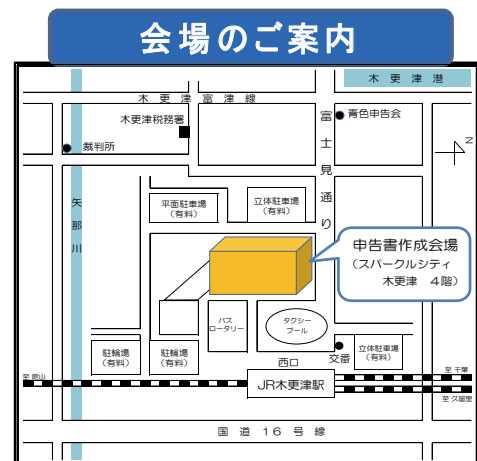 会場のご案内
木更津港
木更津富津線
木更津税務署
青色申告会
裁判所
富士見通り
N
矢那川
平面駐車場
(有料)
立体駐車場
(有料)
申告書作成会場
(スパークルシティ
木更津 4階)
バス
ロータリー
タクシー
プール
駐輪場
(有料)
駐輪場
(有料)
西口
交番
立体駐車場
(有料)
至 館山
JR木更津駅
至 千葉
至 久留里
国道16号線